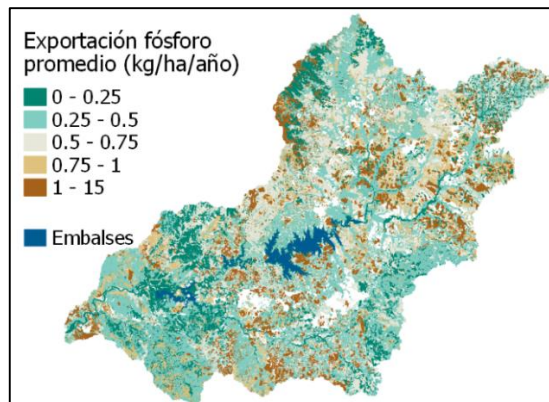 Exportación fósforo
promedio (kg/ha/año)
0 - 0.25
0.25 - 0.5
0.5 - 0.75
0.75 - 1
1 - 15
Embalses